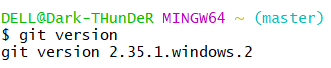 DELL@Dark-THunDeR MINGW64 ~ (master)
$ git version
git version 2.35.1.windows.2